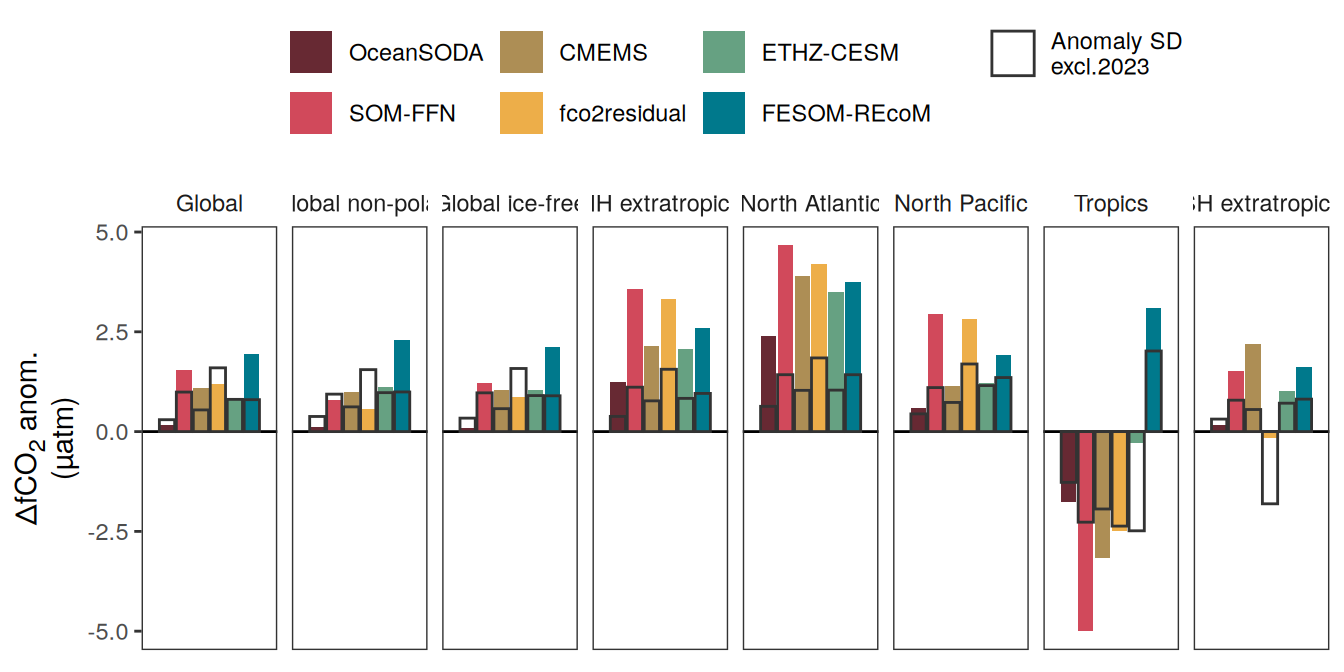 OceanSODA CMEMS ETHZ-CESM Anomaly SD
excl.2023
SOM-FFN fco2residual FESOM-REcoM
Global lobal non-pola Global ice-free IH extratropic North Atlantic North Pacific Tropics SH extratropic
ΔfCO₂ anom.
(µatm)
5.0
2.5
0.0
-2.5
-5.0